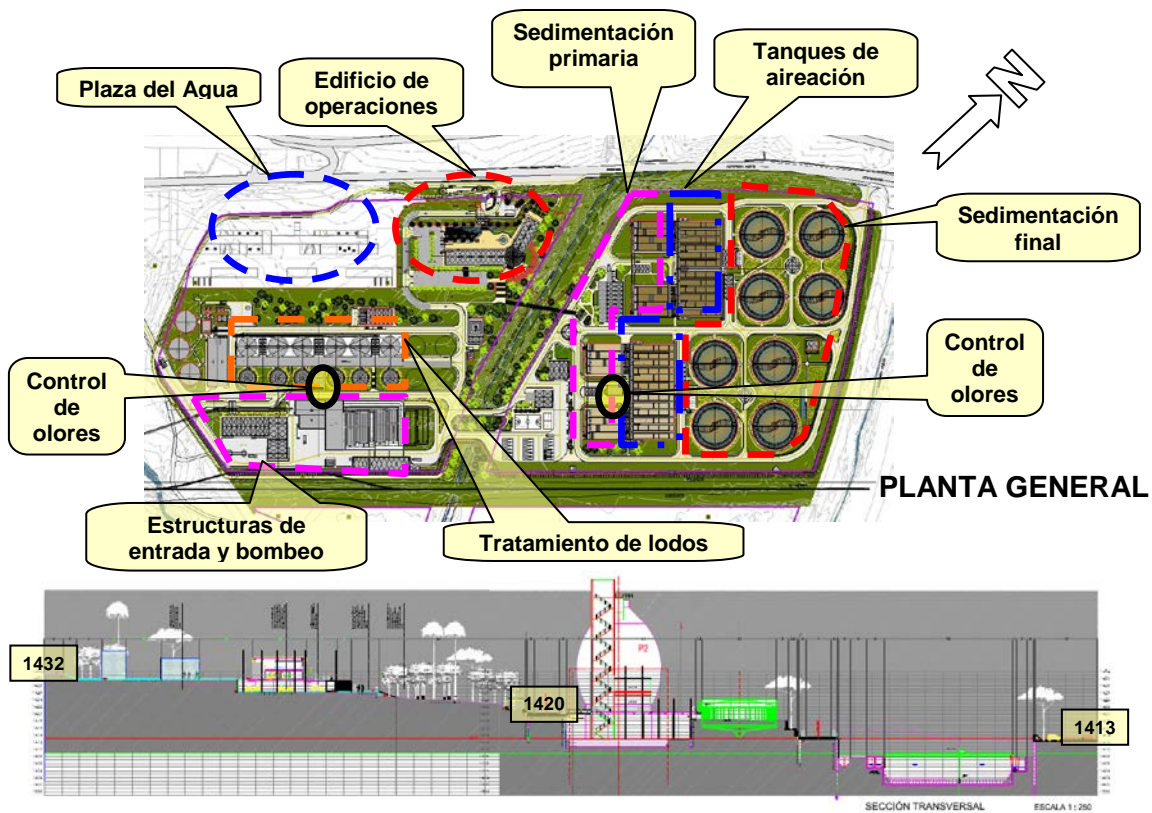 Sedimentación
primaria
Tanques de
aireación
Plaza del Agua
Edificio de
operaciones
N
Sedimentación
final
Control
de
olores
Control
de
olores
PLANTA GENERAL
Estructuras de
entrada y bombeo
Tratamiento de lodos
1432
P2
1420
1413
SECCIÓN TRANSVERSAL
ESCALA 1 : 250